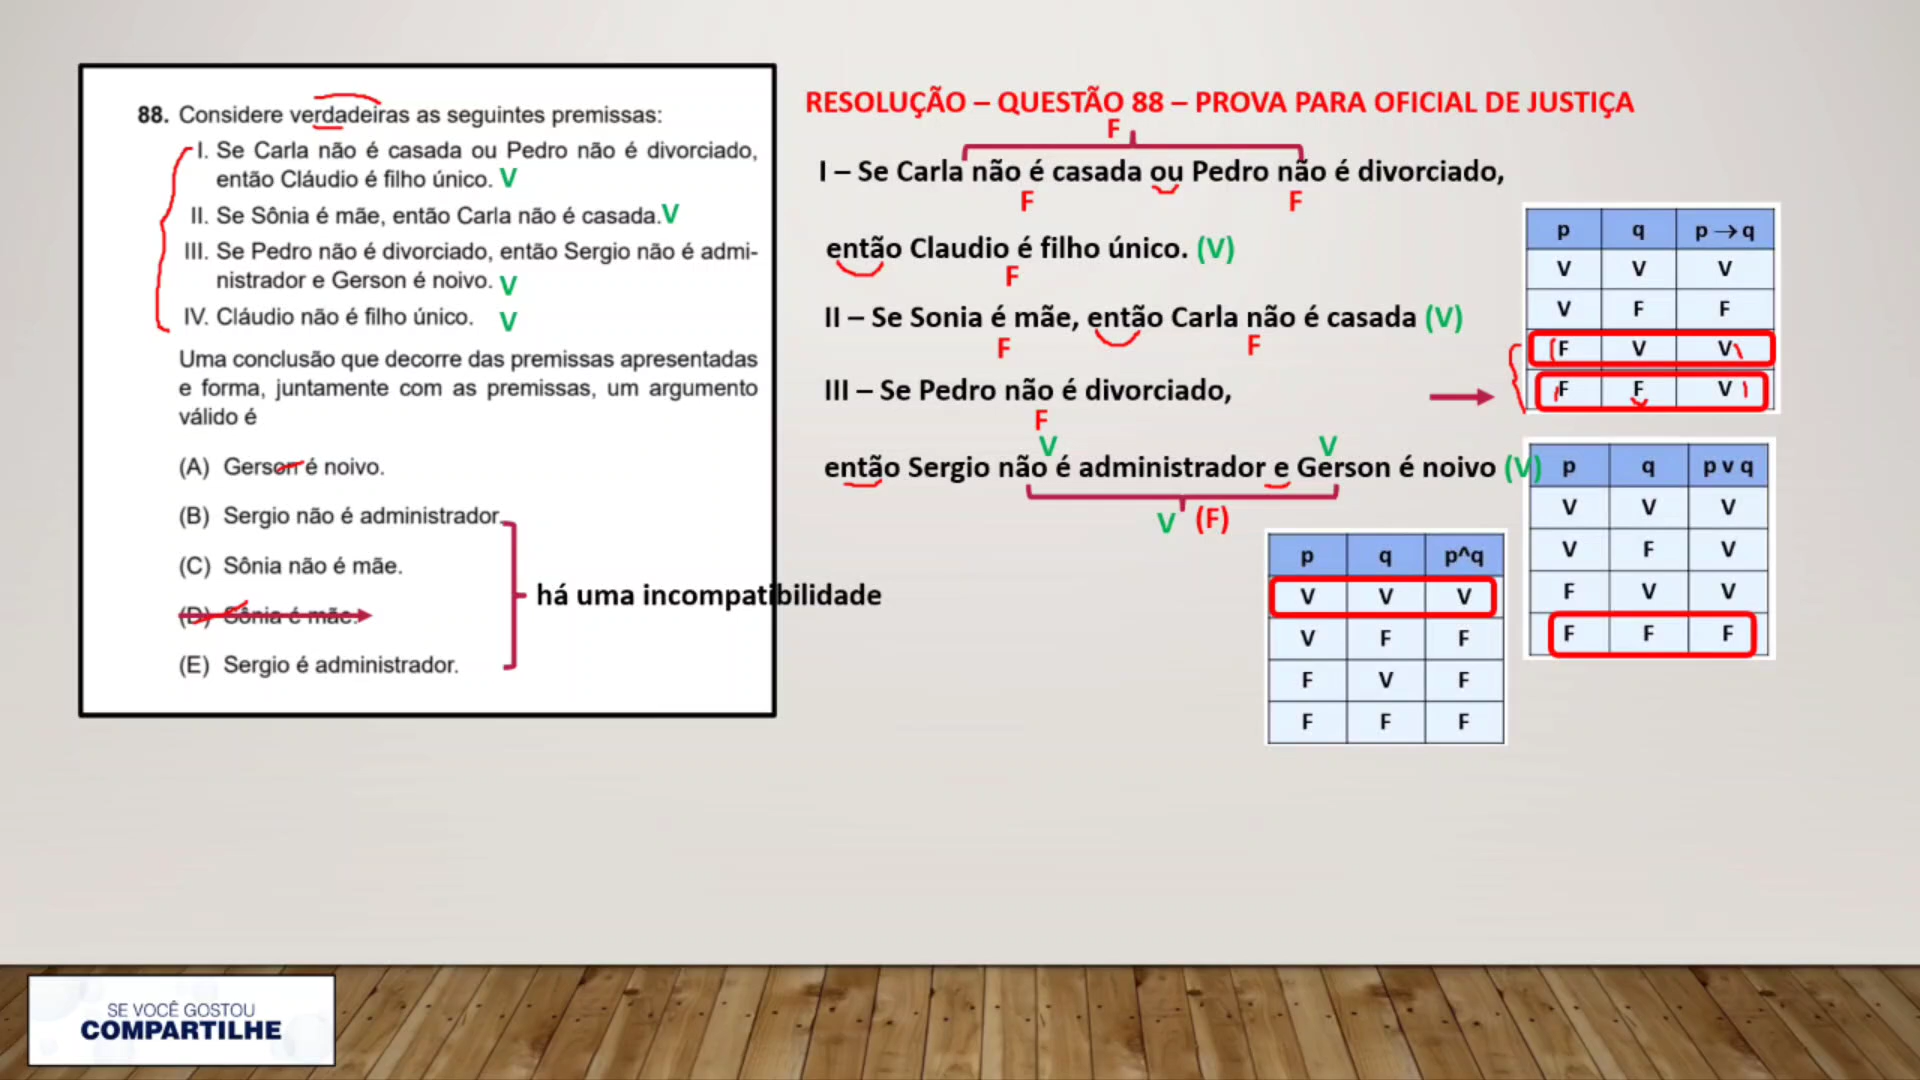 88. Considere verdadeiras as seguintes premissas:
I. Se Carla não é casada ou Pedro não é divorciado,
então Cláudio é filho único. V
II. Se Sônia é mãe, então Carla não é casada. V
III. Se Pedro não é divorciado, então Sergio não é admi-
nistrador e Gerson é noivo. V
IV. Cláudio não é filho único. V
Uma conclusão que decorre das premissas apresentadas
e forma, juntamente com as premissas, um argumento
válido é
(A) Gerson é noivo.
(B) Sergio não é administrador.
(C) Sônia não é mãe.
(D) Sônia é mãe.
(E) Sergio é administrador.
há uma incompatibilidade
RESOLUÇÃO – QUESTÃO 88 – PROVA PARA OFICIAL DE JUSTIÇA
F
I – Se Carla não é casada ou Pedro não é divorciado,
F F
então Claudio é filho único. (V)
F
II – Se Sonia é mãe, então Carla não é casada (V)
F F
III – Se Pedro não é divorciado,
F
V V
então Sergio não é administrador e Gerson é noivo (V)
V (F)
p q p → q
V V V
V F F
F V V
F F V
p q p v q
V V V
V F V
F V V
F F F
p q p^q
V V V
V F F
F V F
F F F
SE VOCÊ GOSTOU
COMPARTILHE